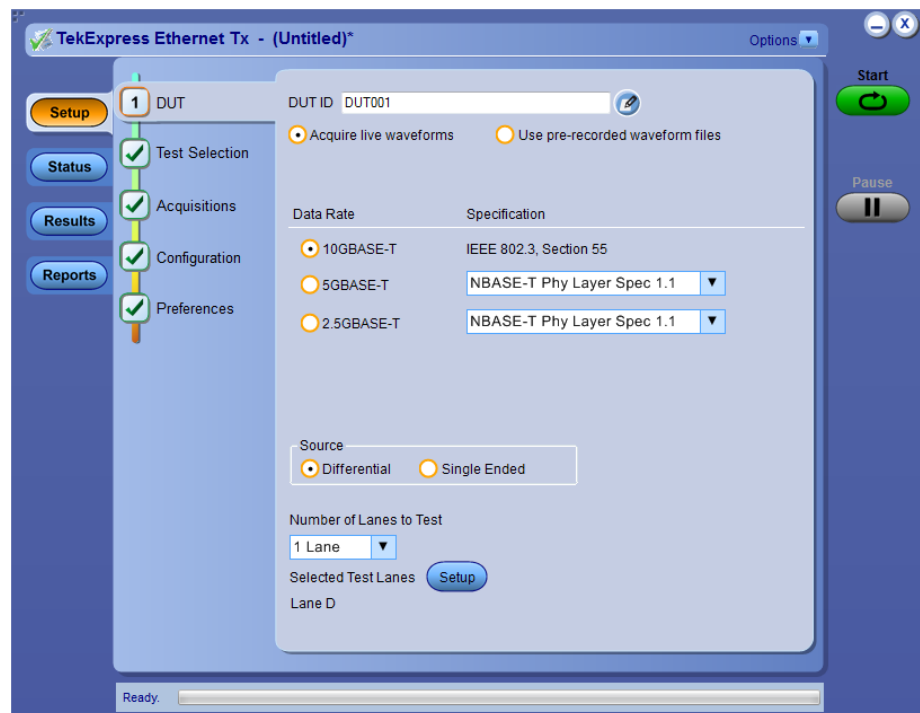 TekExpress Ethernet Tx - (Untitled)*
Options
Start
Pause
Setup
Status
Results
Reports
1 DUT
Test Selection
Acquisitions
Configuration
Preferences
DUT ID DUT001
Acquire live waveforms Use pre-recorded waveform files
Data Rate Specification
10GBASE-T IEEE 802.3, Section 55
5GBASE-T NBASE-T Phy Layer Spec 1.1
2.5GBASE-T NBASE-T Phy Layer Spec 1.1
Source
Differential Single Ended
Number of Lanes to Test
1 Lane
Selected Test Lanes Setup
Lane D
Ready.